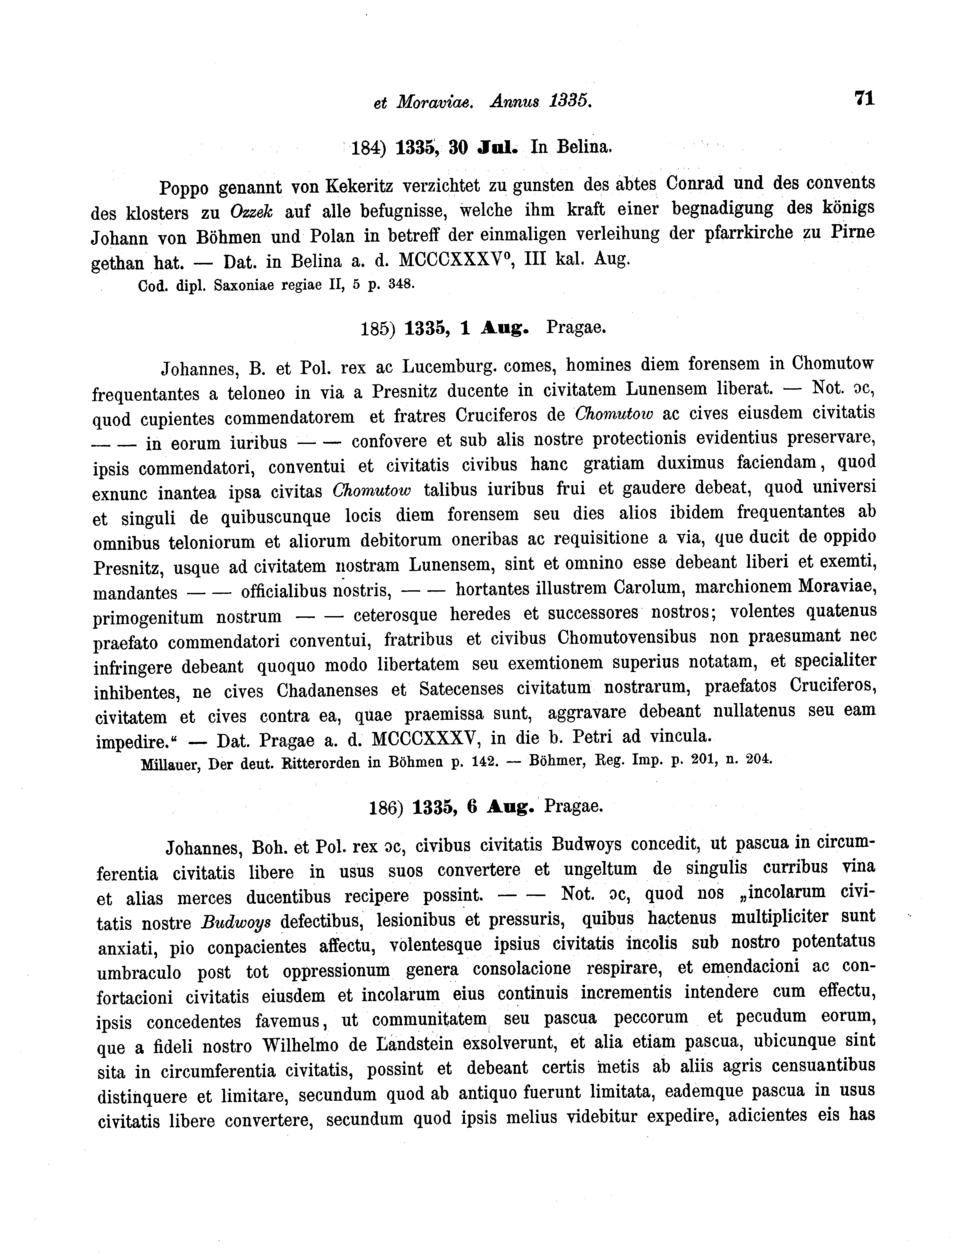 et Moraviae. Annus 1335. 71
184) 1335, 30 Jul. In Belina.
Poppo genannt von Kekeritz verzichtet zu gunsten des abtes Conrad und des convents
des klosters zu Ozzek auf alle befugnisse, welche ihm kraft einer begnadigung des königs
Johann von Böhmen und Polan in betreff der einmaligen verleihung der pfarrkirche zu Pirne
gethan hat. — Dat. in Belina a. d. MCCCXXXV⁰, III kal. Aug.
Cod. dipl. Saxoniae regiae II, 5 p. 348.
185) 1335, 1 Aug. Pragae.
Johannes, B. et Pol. rex ac Lucemburg. comes, homines diem forensem in Chomutow
frequentantes a teloneo in via a Presnitz ducente in civitatem Lunensem liberat. — Not. ɔc,
quod cupientes commendatorem et fratres Cruciferos de Chomutow ac cives eiusdem civitatis
— — in eorum iuribus — — confovere et sub alis nostre protectionis evidentius preservare,
ipsis commendatori, conventui et civitatis civibus hanc gratiam duximus faciendam, quod
exnunc inantea ipsa civitas Chomutow talibus iuribus frui et gaudere debeat, quod universi
et singuli de quibuscunque locis diem forensem seu dies alios ibidem frequentantes ab
omnibus teloniorum et aliorum debitorum oneribas ac requisitione a via, que ducit de oppido
Presnitz, usque ad civitatem nostram Lunensem, sint et omnino esse debeant liberi et exemti,
mandantes — — officialibus nostris, — — hortantes illustrem Carolum, marchionem Moraviae,
primogenitum nostrum — — ceterosque heredes et successores nostros; volentes quatenus
praefato commendatori conventui, fratribus et civibus Chomutovensibus non praesumant nec
infringere debeant quoquo modo libertatem seu exemtionem superius notatam, et specialiter
inhibentes, ne cives Chadanenses et Satecenses civitatum nostrarum, praefatos Cruciferos,
civitatem et cives contra ea, quae praemissa sunt, aggravare debeant nullatenus seu eam
impedire.“ — Dat. Pragae a. d. MCCCXXXV, in die b. Petri ad vincula.
Millauer, Der deut. Ritterorden in Böhmen p. 142. — Böhmer, Reg. Imp. p. 201, n. 204.
186) 1335, 6 Aug. Pragae.
Johannes, Boh. et Pol. rex ɔc, civibus civitatis Budwoys concedit, ut pascua in circum-
ferentia civitatis libere in usus suos convertere et ungeltum de singulis curribus vina
et alias merces ducentibus recipere possint. — — Not. ɔc, quod nos „incolarum civi-
tatis nostre Budwoys defectibus, lesionibus et pressuris, quibus hactenus multipliciter sunt
anxiati, pio conpacientes affectu, volentesque ipsius civitatis incolis sub nostro potentatus
umbraculo post tot oppressionum genera consolacione respirare, et emendacioni ac con-
fortacioni civitatis eiusdem et incolarum eius continuis incrementis intendere cum effectu,
ipsis concedentes favemus, ut communitatem seu pascua peccorum et pecudum eorum,
que a fideli nostro Wilhelmo de Landstein exsolverunt, et alia etiam pascua, ubicunque sint
sita in circumferentia civitatis, possint et debeant certis metis ab aliis agris censuantibus
distinquere et limitare, secundum quod ab antiquo fuerunt limitata, eademque pascua in usus
civitatis libere convertere, secundum quod ipsis melius videbitur expedire, adicientes eis has